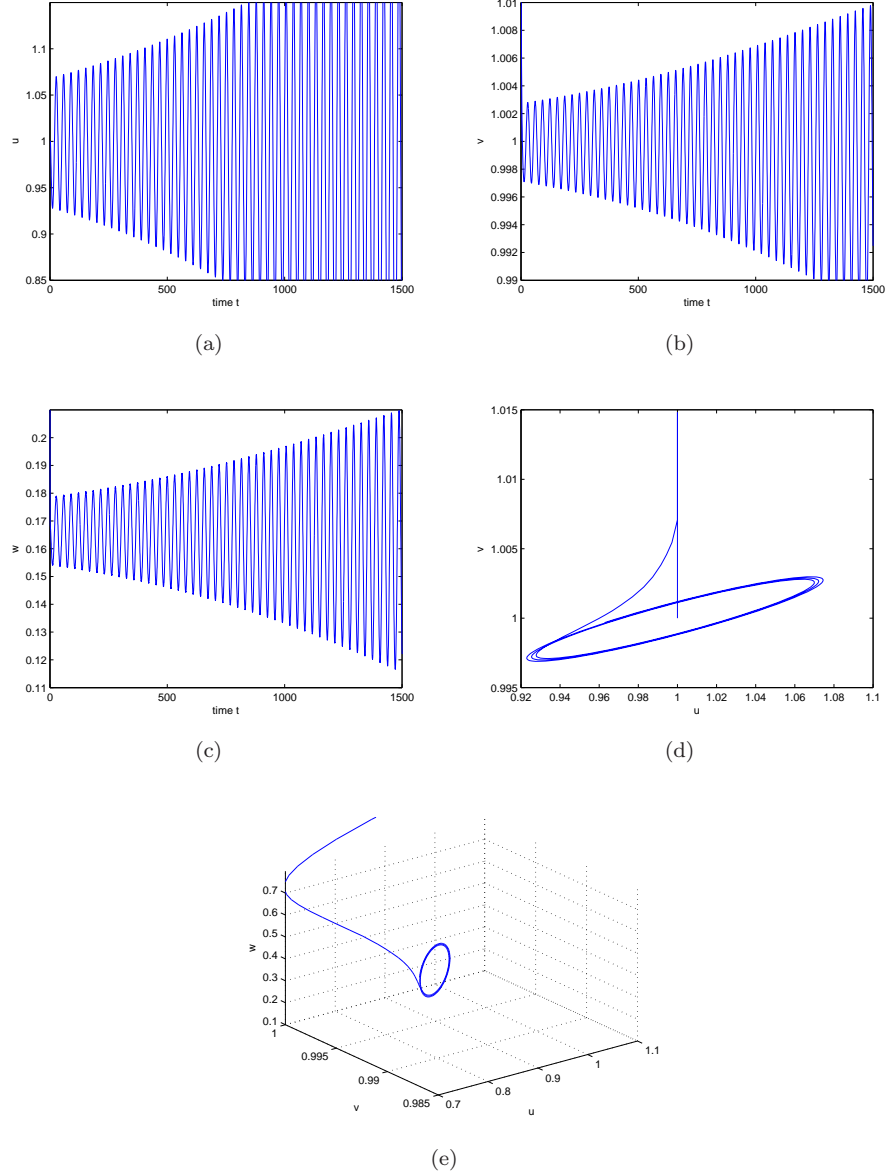 1.1
1.05
1
0.95
0.9
0.85
u
0 500 1000 1500
time t
(a)
1.01
1.008
1.006
1.004
1.002
1
0.998
0.996
0.994
0.992
0.99
v
0 500 1000 1500
time t
(b)
0.2
0.19
0.18
0.17
0.16
0.15
0.14
0.13
0.12
0.11
w
0 500 1000 1500
time t
(c)
1.015
1.01
1.005
1
0.995
v
0.92 0.94 0.96 0.98 1 1.02 1.04 1.06 1.08 1.1
u
(d)
0.7
0.6
0.5
0.4
0.3
0.2
0.1
w
1
0.995
0.99
0.985
v
0.7
0.8
0.9
1
1.1
u
(e)